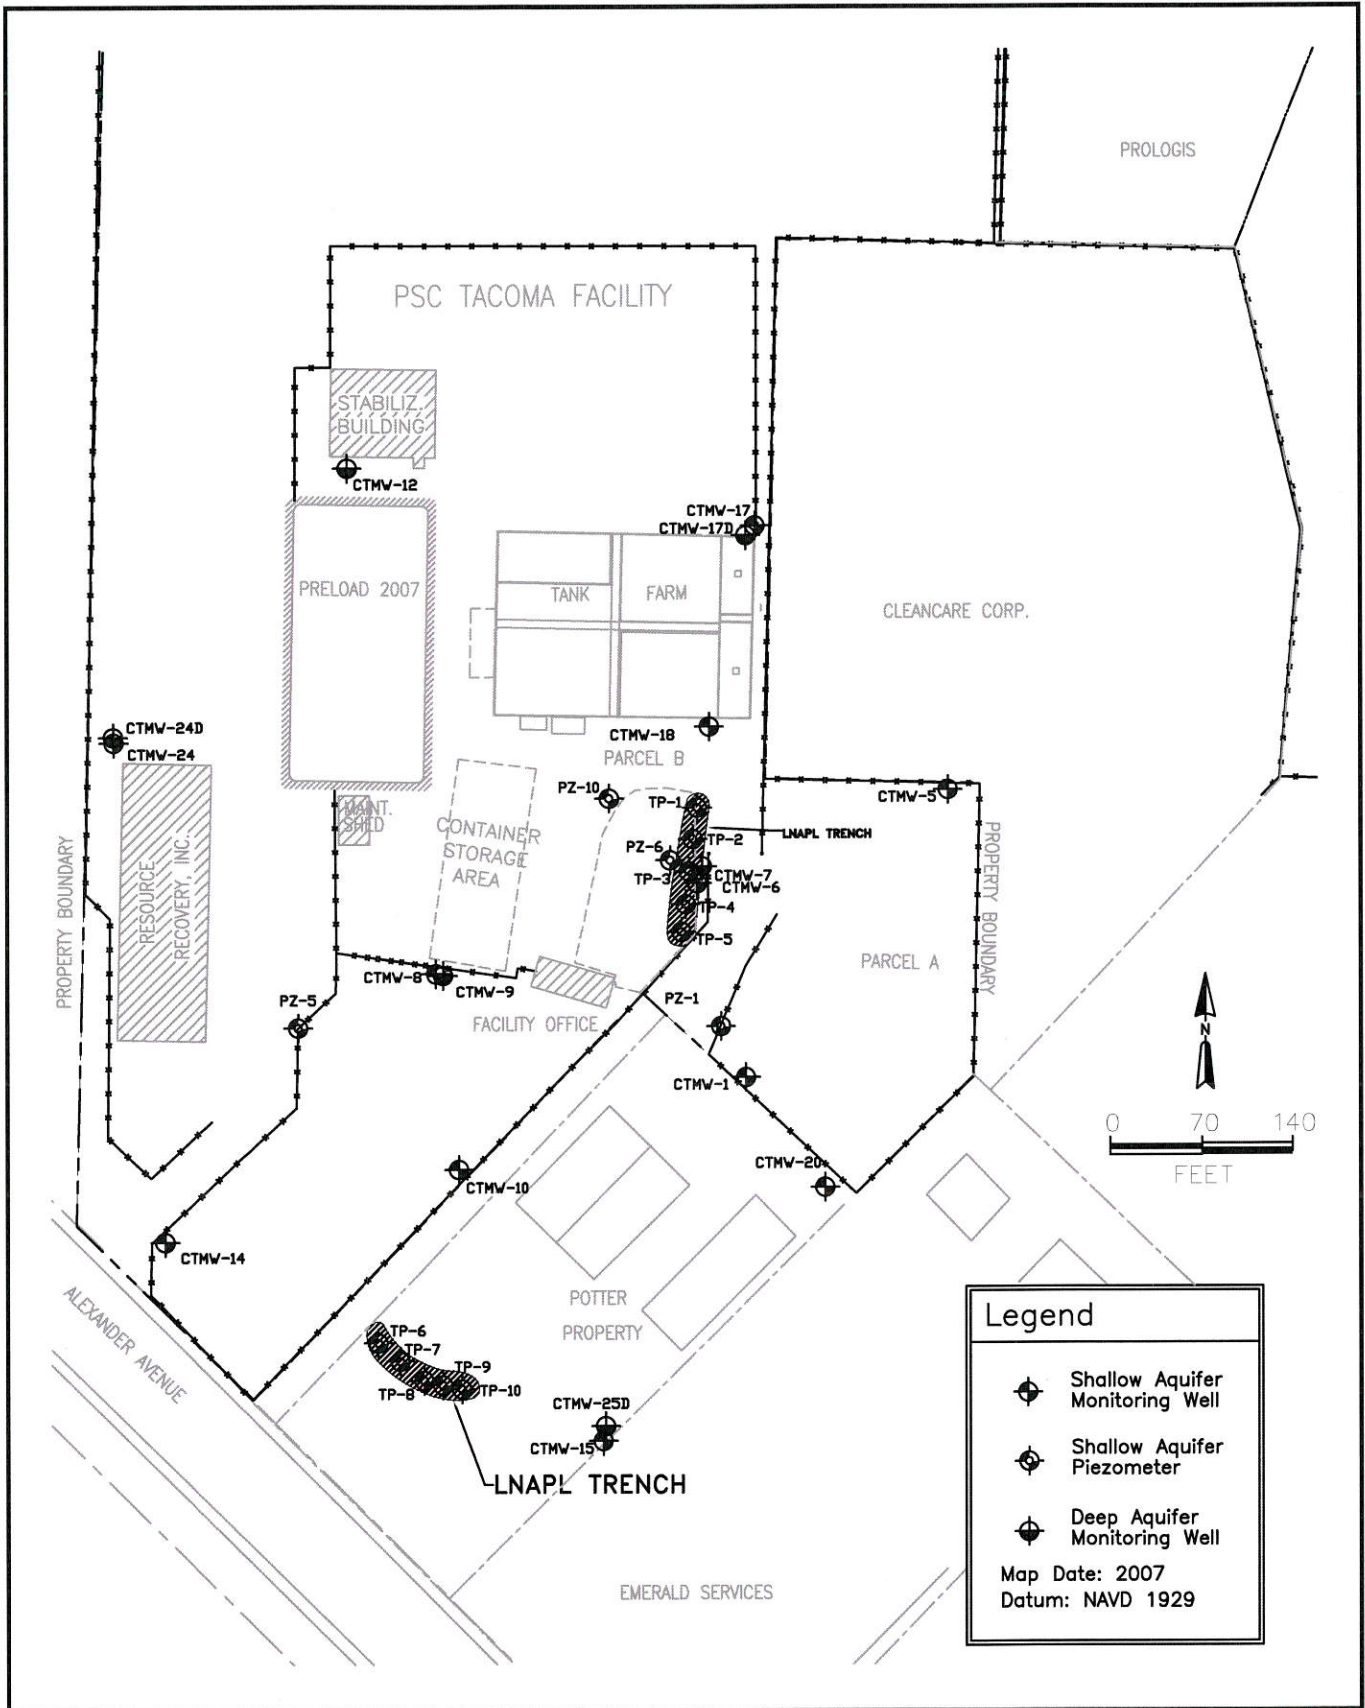 PROLOGIS
PSC TACOMA FACILITY
STABILIZ.
BUILDING
CTMW-12
CTMW-17
CTMW-17D
PRELOAD 2007
TANK
FARM
CLEANCARE CORP.
CTMW-24D
CTMW-24
CTMW-18
PARCEL B
PZ-10
TP-1
CTMW-5
MAINT.
SHED
CONTAINER
STORAGE
AREA
LNAPL TRENCH
TP-2
PZ-6
TP-3
CTMW-7
CTMW-6
TP-4
TP-5
PROPERTY BOUNDARY
PROPERTY BOUNDARY
RESOURCE
RECOVERY, INC.
PARCEL A
CTMW-8
CTMW-9
PZ-5
FACILITY OFFICE
PZ-1
N
CTMW-1
0 70 140
FEET
CTMW-20
CTMW-10
CTMW-14
ALEXANDER AVENUE
POTTER
PROPERTY
TP-6
TP-7
TP-9
TP-8
TP-10
CTMW-25D
CTMW-15
LNAPL TRENCH
EMERALD SERVICES
Legend
Shallow Aquifer
Monitoring Well
Shallow Aquifer
Piezometer
Deep Aquifer
Monitoring Well
Map Date: 2007
Datum: NAVD 1929